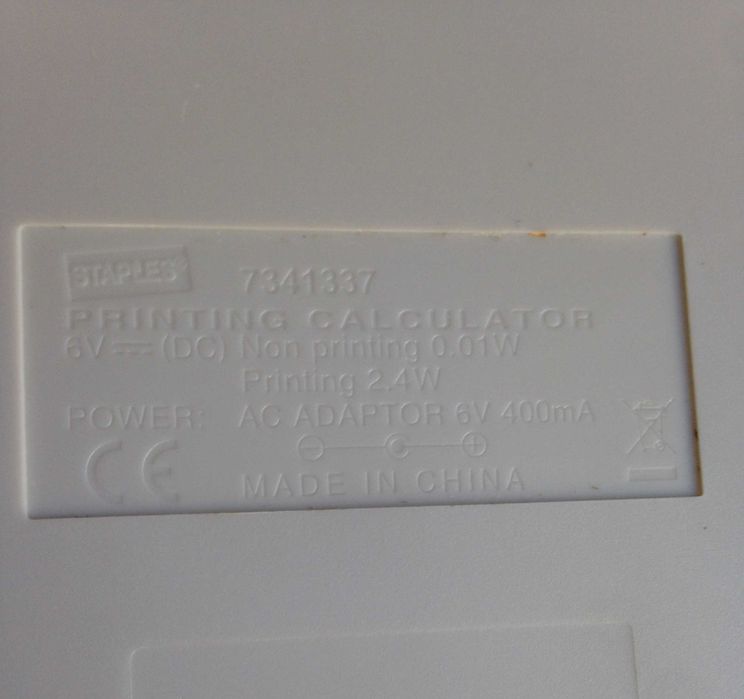 STAPLES 7341337
PRINTING CALCULATOR
6V ⎓ (DC) Non printing 0.01W
Printing 2.4W
POWER: AC ADAPTOR 6V 400mA
CE
MADE IN CHINA